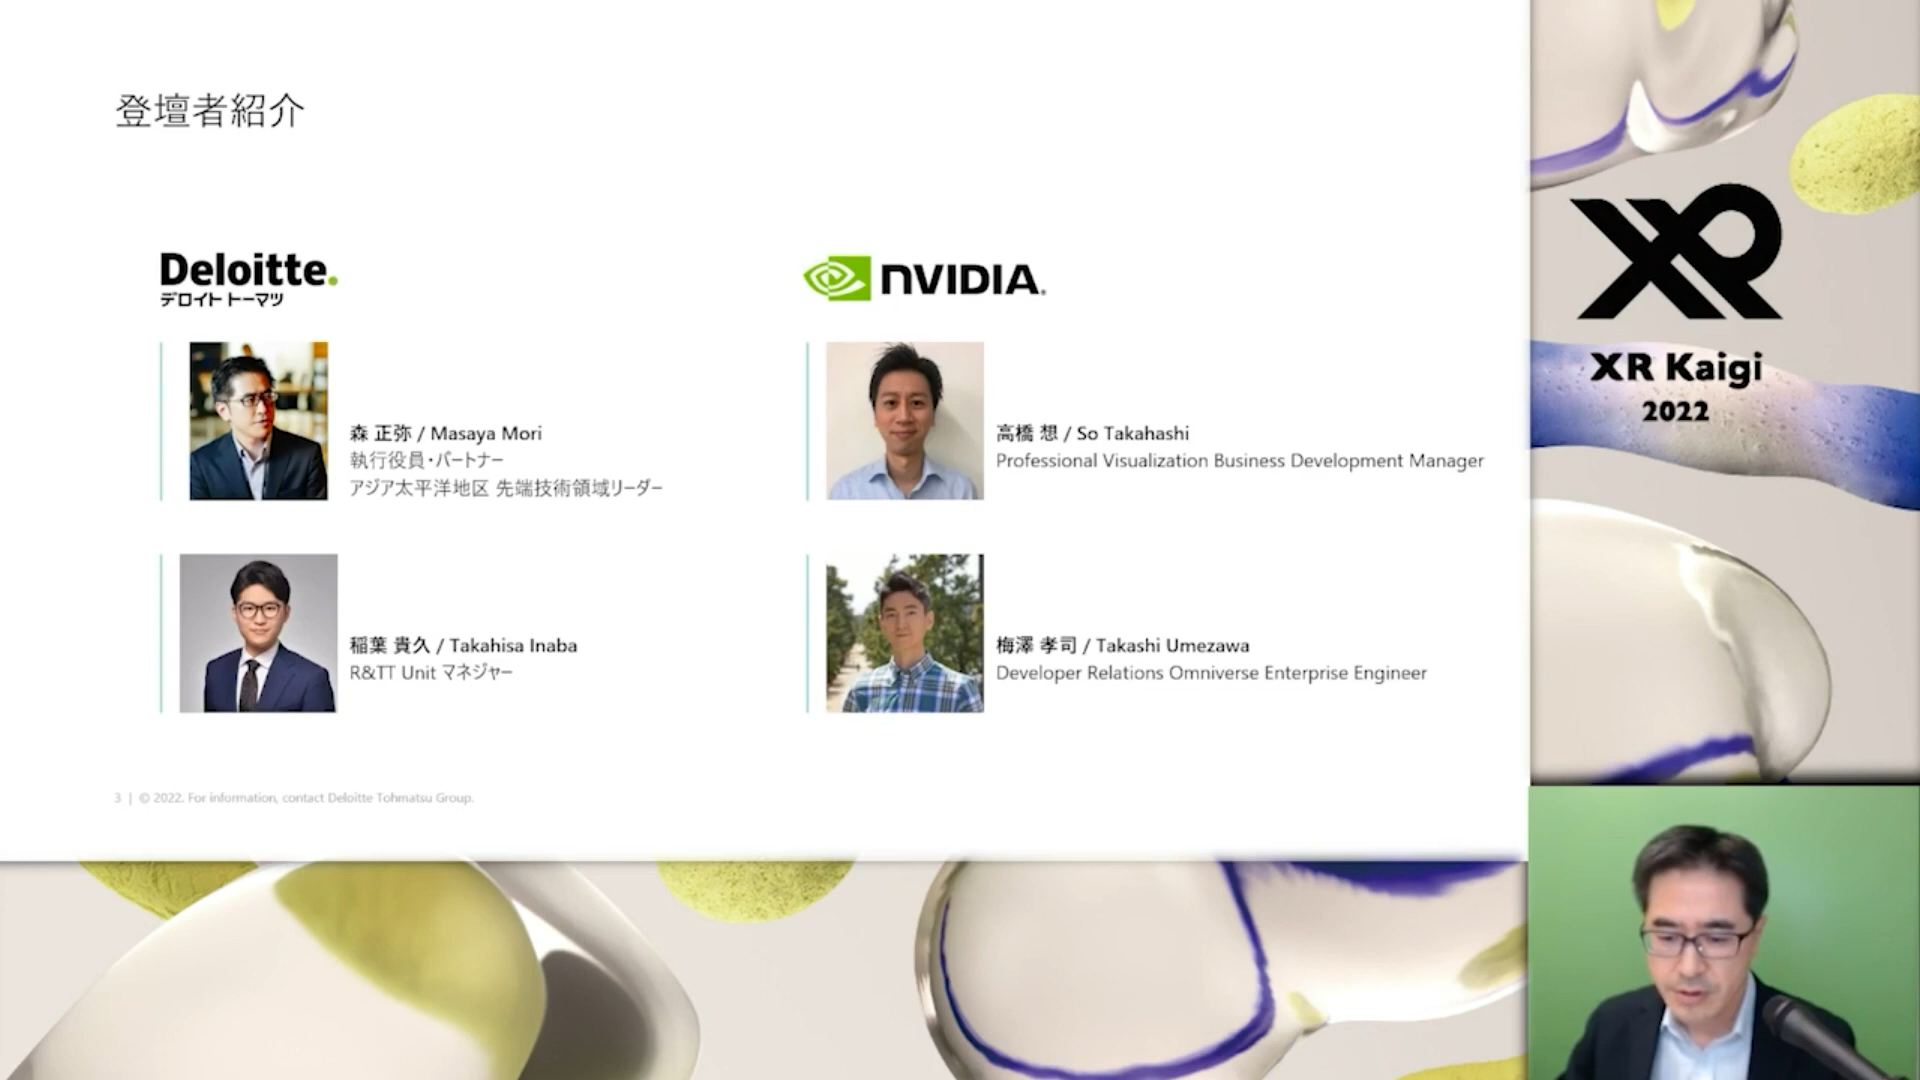 登壇者紹介
Deloitte.
デロイト トーマツ
森 正弥 / Masaya Mori
執行役員・パートナー
アジア太平洋地区 先端技術領域リーダー
稲葉 貴久 / Takahisa Inaba
R&TT Unit マネジャー
NVIDIA.
高橋 想 / So Takahashi
Professional Visualization Business Development Manager
梅澤 孝司 / Takashi Umezawa
Developer Relations Omniverse Enterprise Engineer
3 | © 2022. For information, contact Deloitte Tohmatsu Group.
XR
XR Kaigi
2022